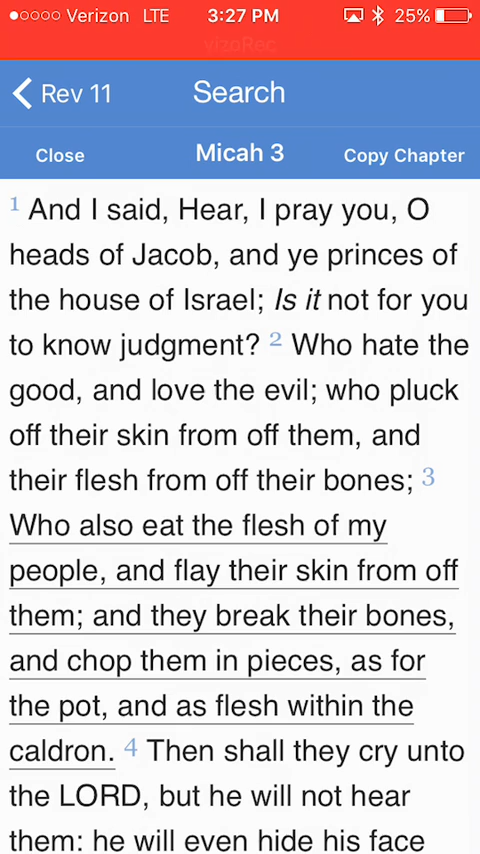 Verizon LTE 3:27 PM 25%
vizaRec
Rev 11 Search
Close Micah 3 Copy Chapter
1 And I said, Hear, I pray you, O
heads of Jacob, and ye princes of
the house of Israel; Is it not for you
to know judgment? 2 Who hate the
good, and love the evil; who pluck
off their skin from off them, and
their flesh from off their bones; 3
Who also eat the flesh of my
people, and flay their skin from off
them; and they break their bones,
and chop them in pieces, as for
the pot, and as flesh within the
caldron. 4 Then shall they cry unto
the LORD, but he will not hear
them: he will even hide his face